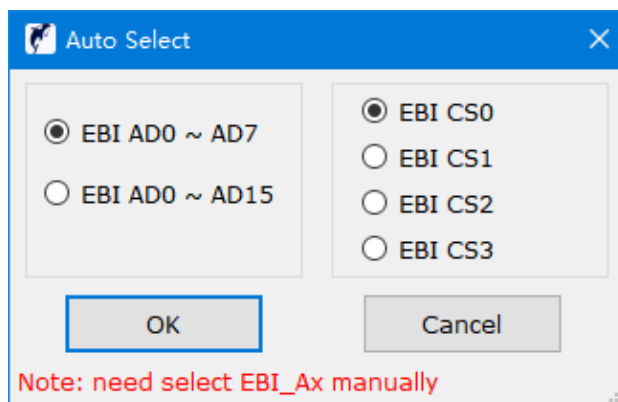 Auto Select
EBI AD0 ~ AD7
EBI AD0 ~ AD15
EBI CS0
EBI CS1
EBI CS2
EBI CS3
OK
Cancel
Note: need select EBI_Ax manually